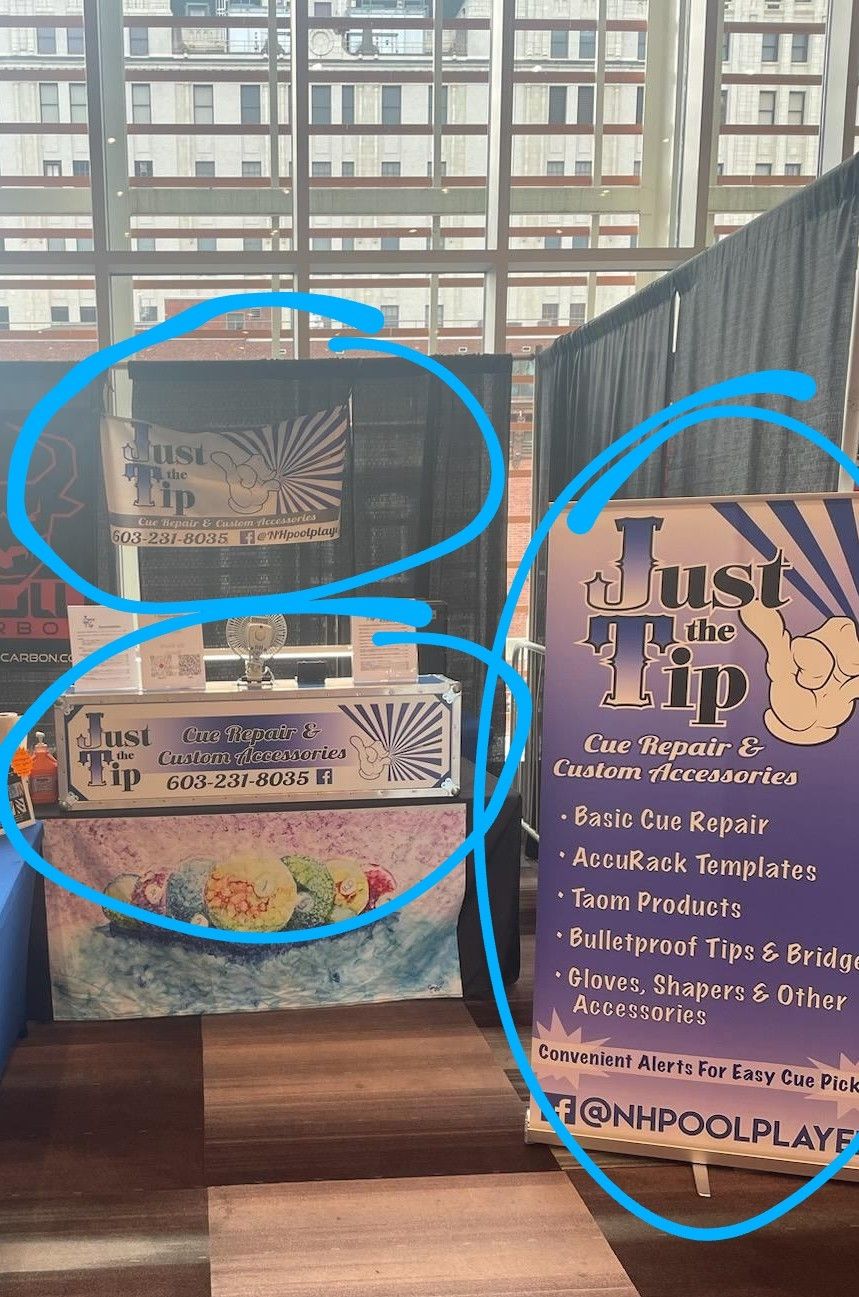 Just
the
Tip
Cue Repair & Custom Accessories
603-231-8035 @NHpoolplaye
CARBON.CO
Just
the
Tip
Cue Repair &
Custom Accessories
603-231-8035
Just
the
Tip
Cue Repair &
Custom Accessories
• Basic Cue Repair
• AccuRack Templates
• Taom Products
• Bulletproof Tips & Bridge
• Gloves, Shapers & Other
Accessories
Convenient Alerts For Easy Cue Pick
@NHPOOLPLAYE